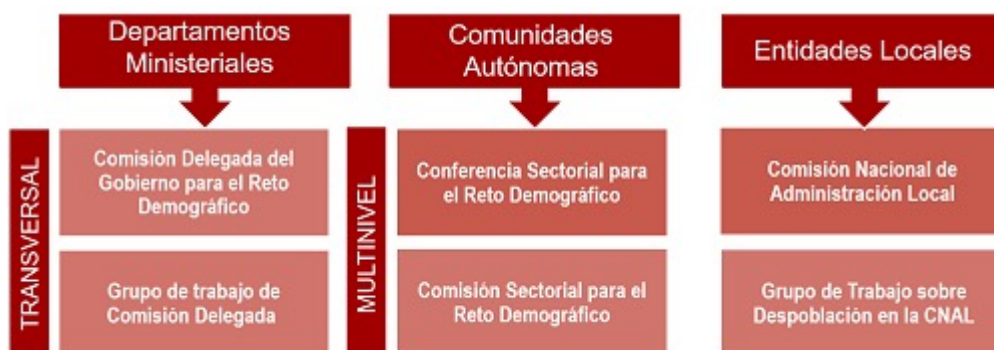 Departamentos
Ministeriales
Comunidades
Autónomas
Entidades Locales
TRANSVERSAL
Comisión Delegada del
Gobierno para el Reto
Demográfico
Grupo de trabajo de
Comisión Delegada
MULTINIVEL
Conferencia Sectorial para
el Reto Demográfico
Comisión Sectorial para el
Reto Demográfico
Comisión Nacional de
Administración Local
Grupo de Trabajo sobre
Despoblación en la CNAL